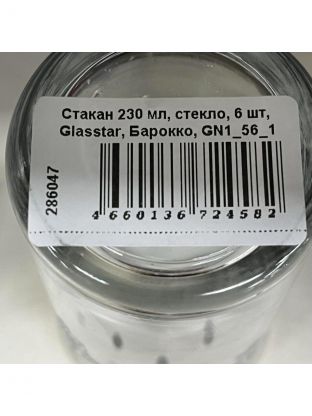 Стакан 230 мл, стекло, 6 шт,
Glasstar, Барокко, GN1_56_1
286047
4 660136 724582